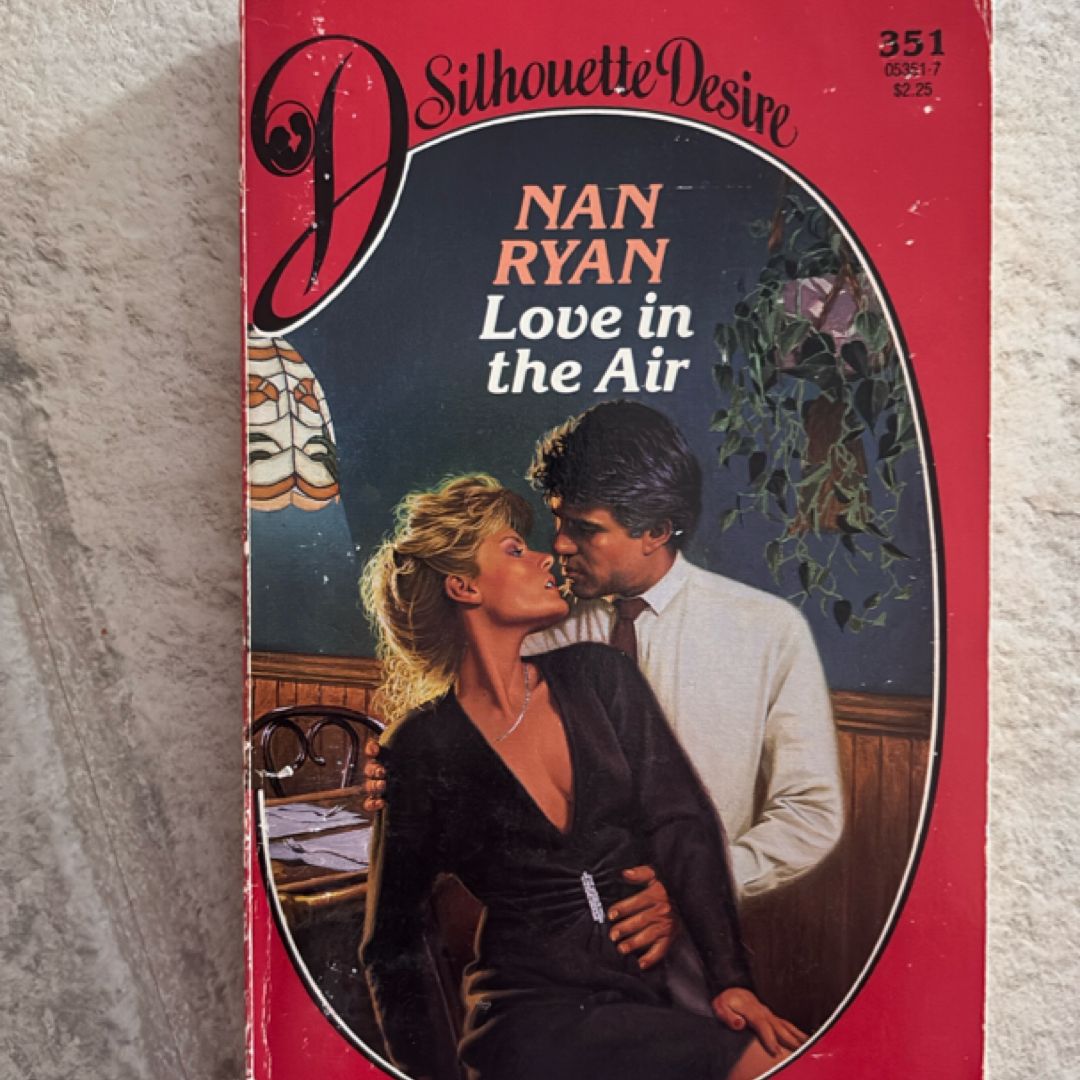 D
Silhouette Desire
351
05351-7
$2.25
NAN
RYAN
Love in
the Air